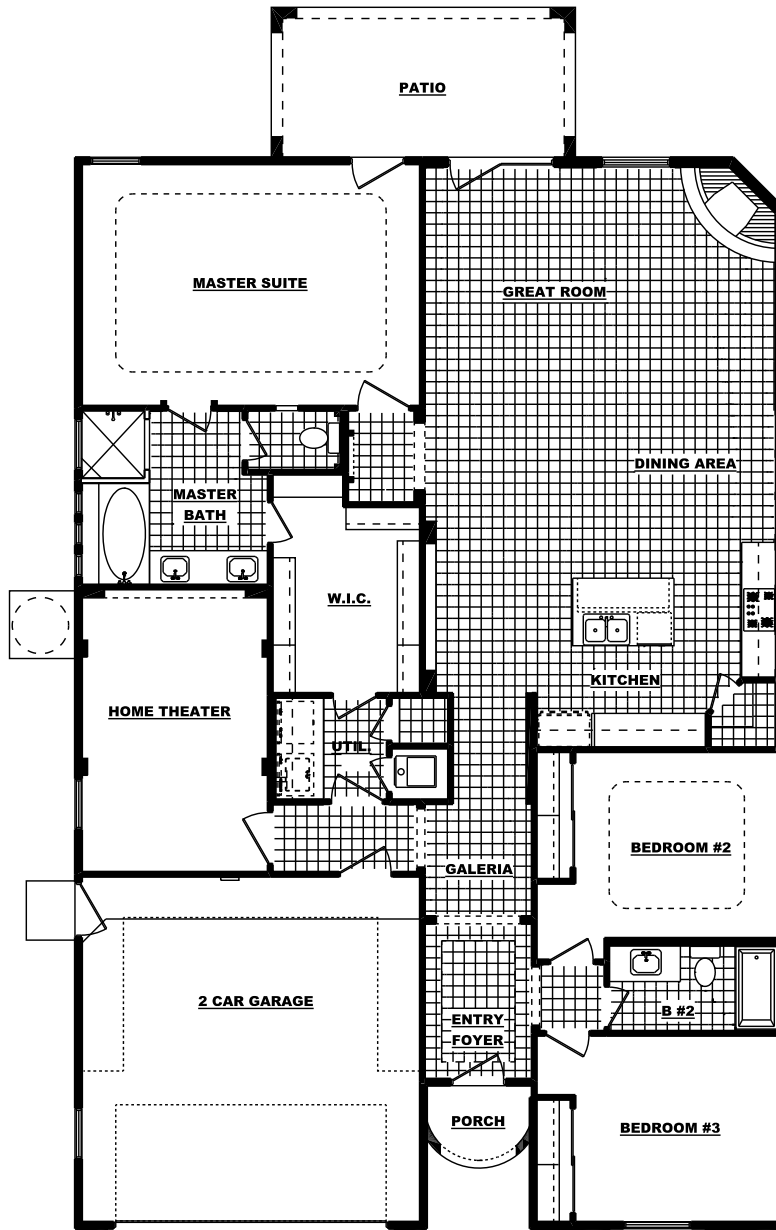 PATIO
MASTER SUITE
GREAT ROOM
DINING AREA
MASTER
BATH
W.I.C.
KITCHEN
HOME THEATER
UTIL.
BEDROOM #2
GALERIA
2 CAR GARAGE
ENTRY
FOYER
B #2
PORCH
BEDROOM #3